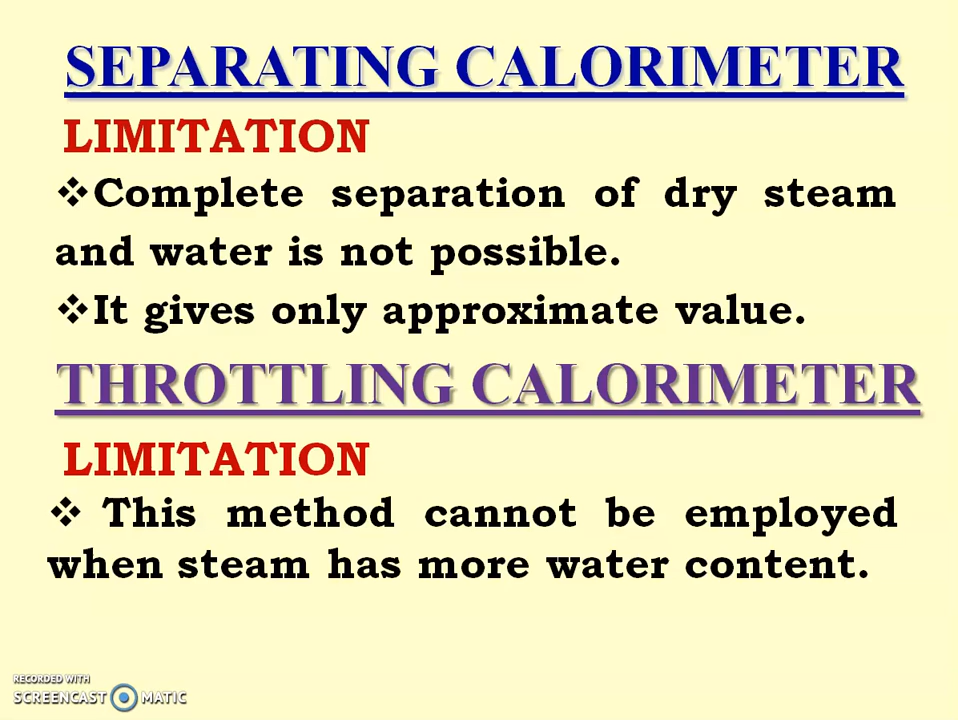 SEPARATING CALORIMETER
LIMITATION
❖Complete separation of dry steam
and water is not possible.
❖It gives only approximate value.
THROTTLING CALORIMETER
LIMITATION
❖ This method cannot be employed
when steam has more water content.
RECORDED WITH
SCREENCAST MATIC